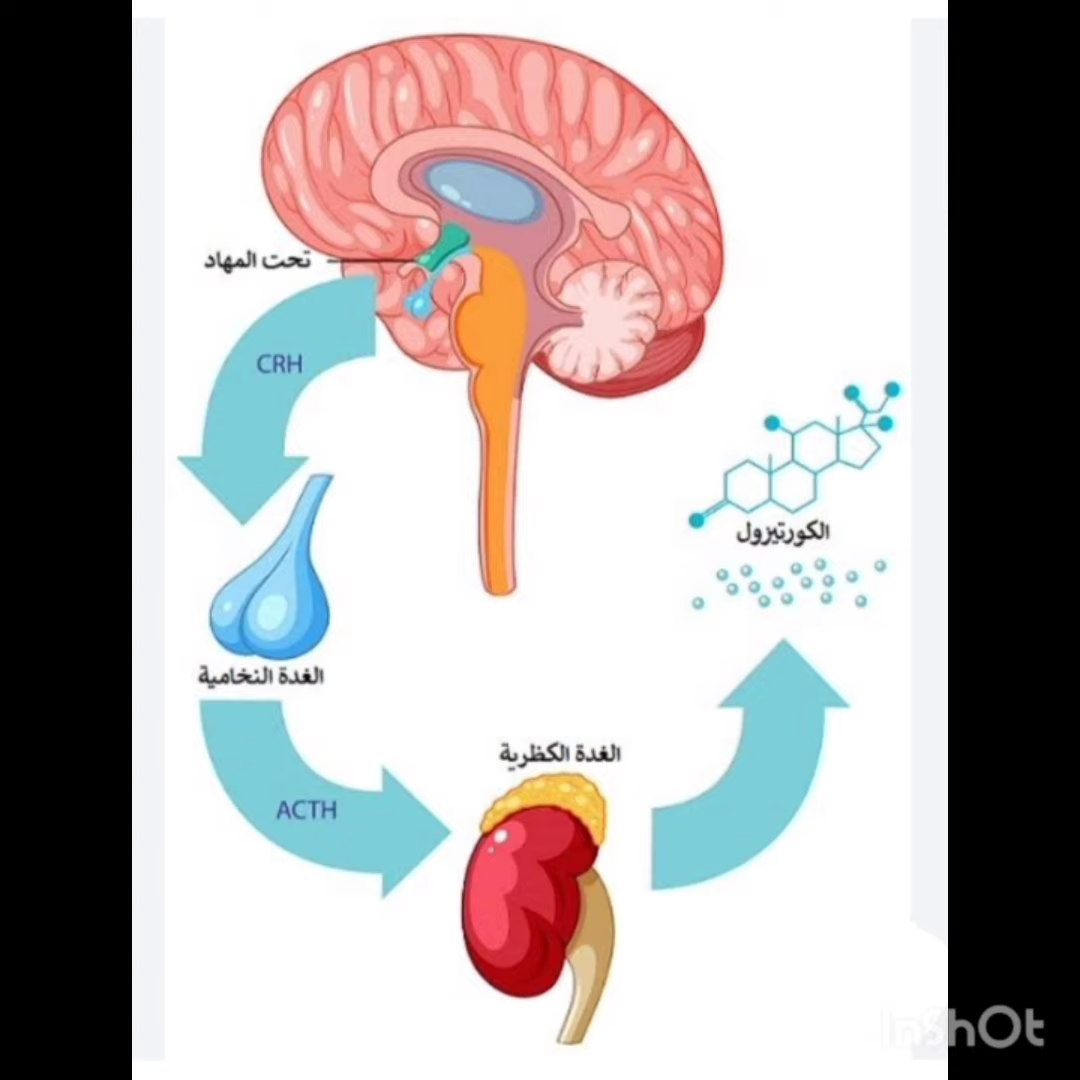 تحت المهاد
CRH
الكورتيزول
الغدة النخامية
الغدة الكظرية
ACTH
InShOt